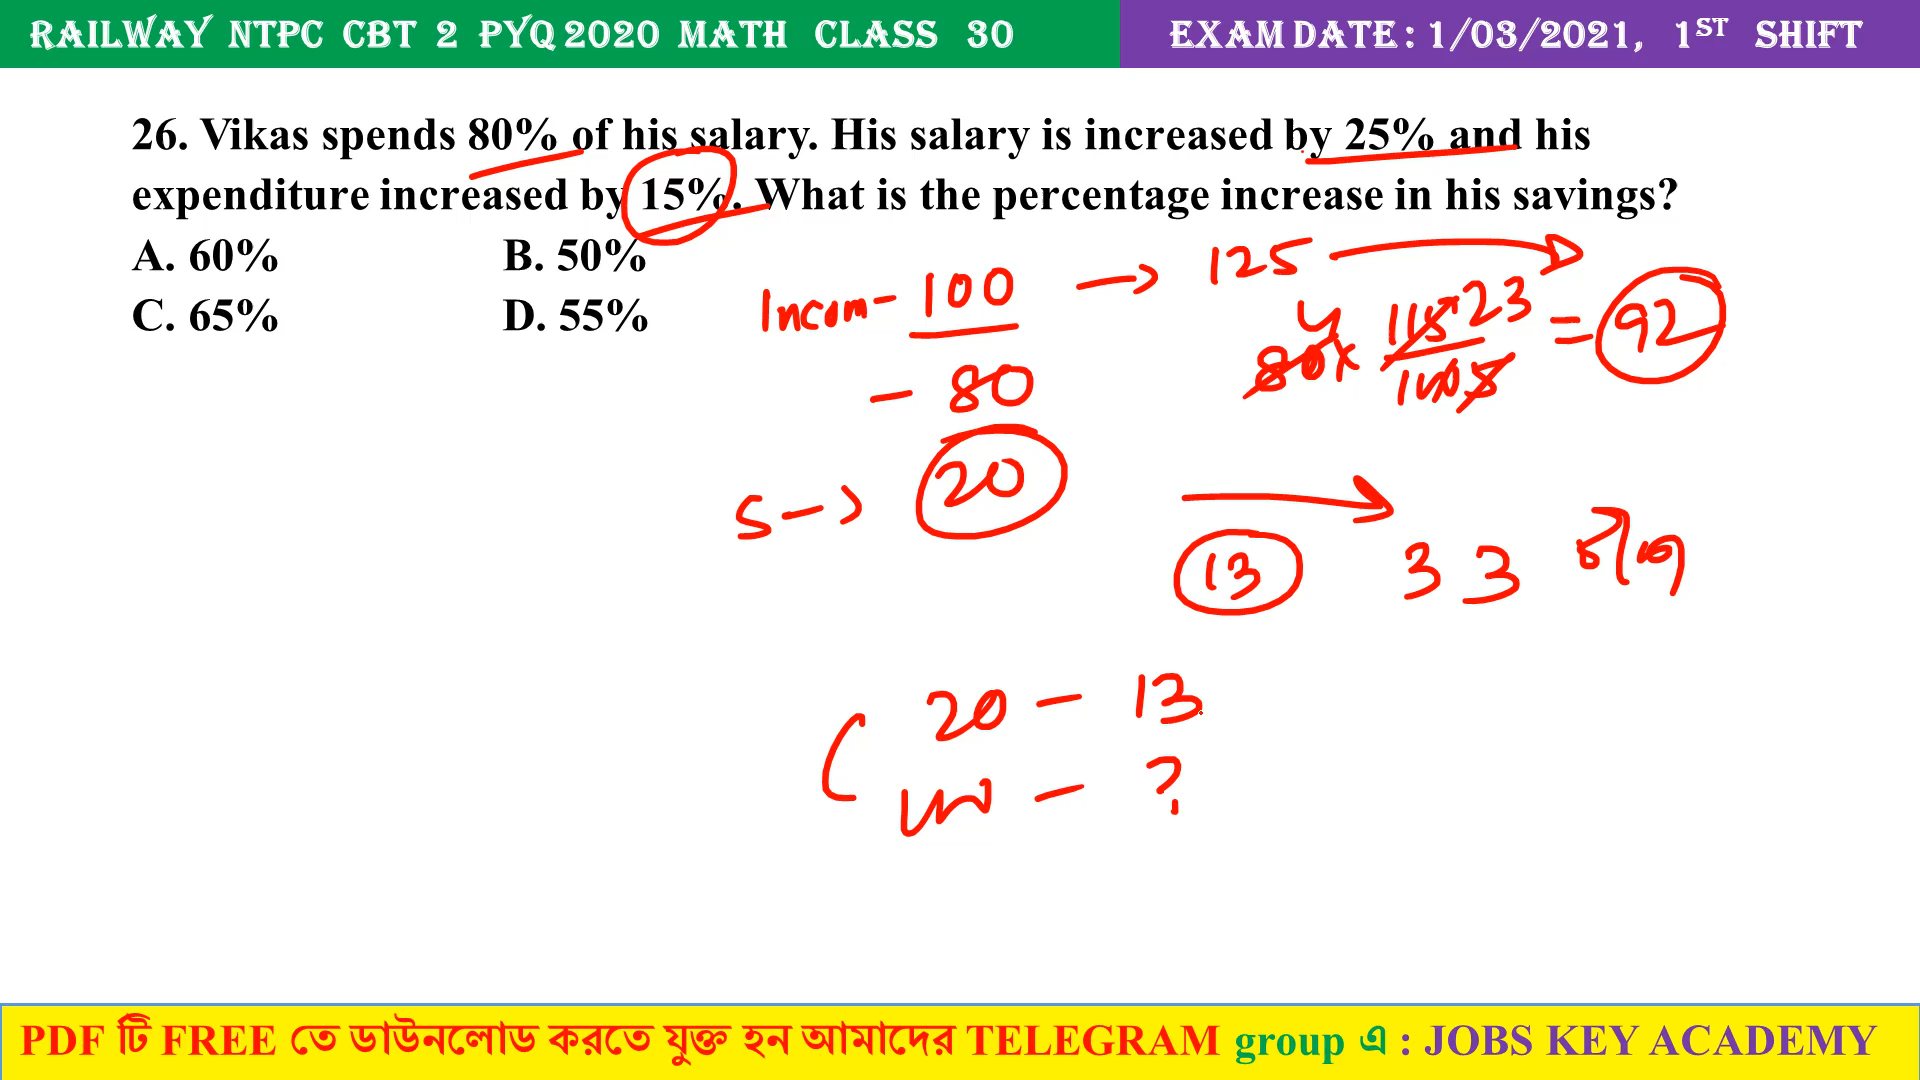 RAILWAY NTPC CBT 2 PYQ 2020 MATH CLASS 30
EXAM DATE : 1/03/2021, 1ST SHIFT
26. Vikas spends 80% of his salary. His salary is increased by 25% and his
expenditure increased by 15%. What is the percentage increase in his savings?
A. 60% B. 50%
C. 65% D. 55%
Incom - 100 → 125
- 80
4 80 x 115 23 / 100 5 = 92
S → 20
13 33
20 - 13
100 - ?
PDF টি FREE তে ডাউনলোড করতে যুক্ত হন আমাদের TELEGRAM group এ : JOBS KEY ACADEMY